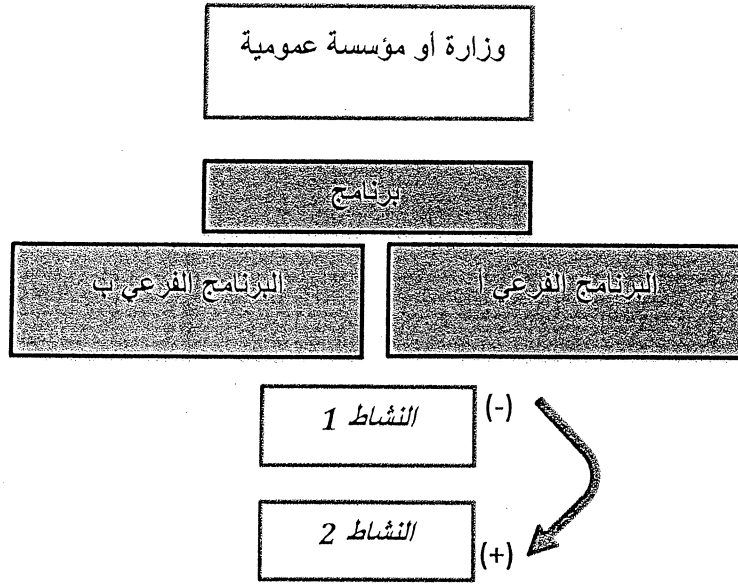 وزارة أو مؤسسة عمومية
برنامج
البرنامج الفرعي أ
البرنامج الفرعي ب
النشاط 1
(-)
النشاط 2
(+)